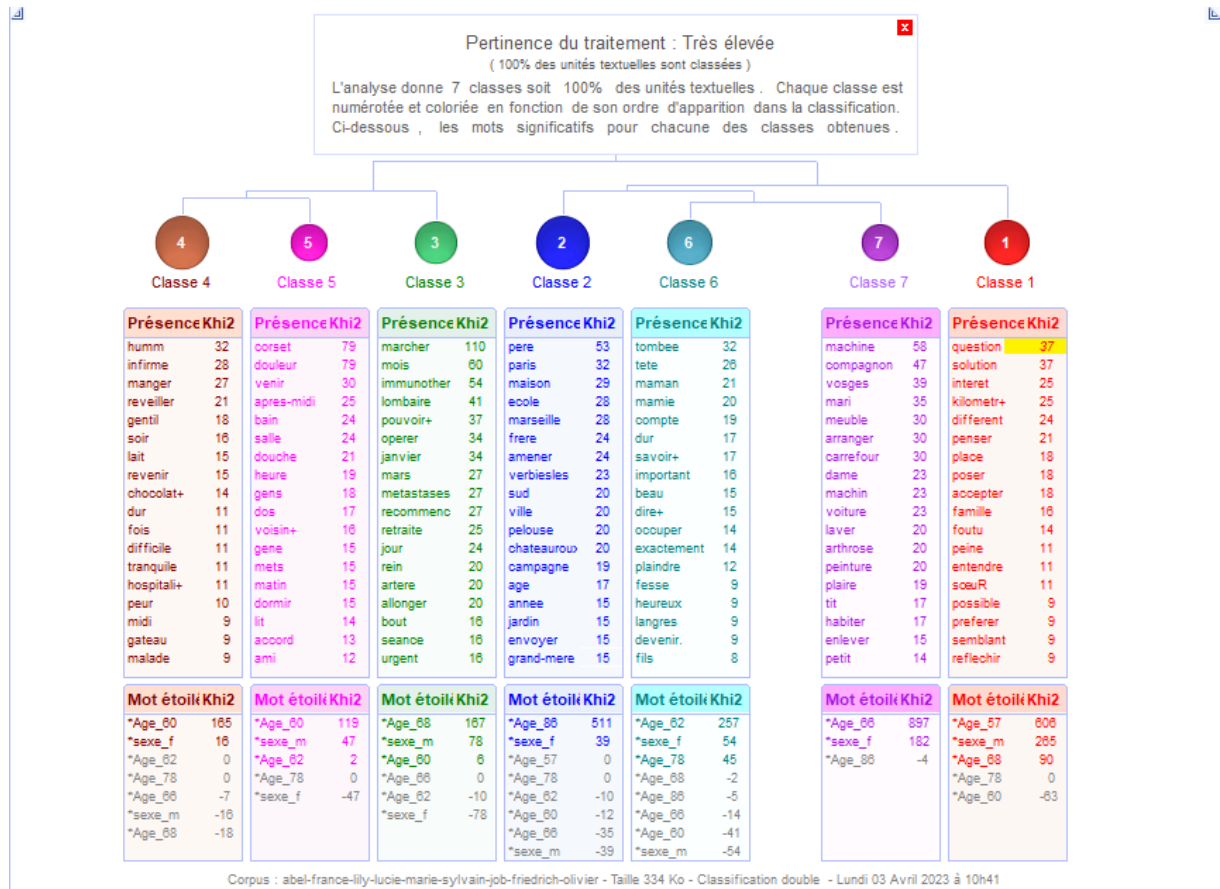 x
Pertinence du traitement : Très élevée
( 100% des unités textuelles sont classées )
L'analyse donne 7 classes soit 100% des unités textuelles . Chaque classe est
numérotée et coloriée en fonction de son ordre d'apparition dans la classification.
Ci-dessous , les mots significatifs pour chacune des classes obtenues .
4 5 3 2 6 7 1
Classe 4 Classe 5 Classe 3 Classe 2 Classe 6 Classe 7 Classe 1
Présence Khi2 Présence Khi2 Présence Khi2 Présence Khi2 Présence Khi2 Présence Khi2 Présence Khi2
humm 32 corset 79 marcher 110 pere 53 tombee 32 machine 58 question 37
infirme 28 douleur 79 mois 60 paris 32 tete 26 compagnon 47 solution 37
manger 27 venir 30 immunother 54 maison 29 maman 21 vosges 39 interet 25
reveiller 21 apres-midi 25 lombaire 41 ecole 28 mamie 20 mari 35 kilometr+ 25
gentil 18 bain 24 pouvoir+ 37 marseille 28 compte 19 meuble 30 different 24
soir 16 salle 24 operer 34 frere 24 dur 17 arranger 30 penser 21
lait 15 douche 21 janvier 34 amener 24 savoir+ 17 carrefour 30 place 18
revenir 15 heure 19 mars 27 verbiesles 23 important 16 dame 23 poser 18
chocolat+ 14 gens 18 metastases 27 sud 20 beau 15 machin 23 accepter 18
dur 11 dos 17 recommenc 27 ville 20 dire+ 15 voiture 23 famille 16
fois 11 voisin+ 16 retraite 25 pelouse 20 occuper 14 laver 20 foutu 14
difficile 11 gene 15 jour 24 chateauroux 20 exactement 14 arthrose 20 peine 11
tranquile 11 mets 15 rein 20 campagne 19 plaindre 12 peinture 20 entendre 11
hospitali+ 11 matin 15 artere 20 age 17 fesse 9 plaire 19 sœuR 11
peur 10 dormir 15 allonger 20 annee 15 heureux 9 tit 17 possible 9
midi 9 lit 14 bout 16 jardin 15 langres 9 habiter 17 preferer 9
gateau 9 accord 13 seance 16 envoyer 15 devenir. 9 enlever 15 semblant 9
malade 9 ami 12 urgent 16 grand-mere 15 fils 8 petit 14 reflechir 9
Mot étoilé Khi2 Mot étoilé Khi2 Mot étoilé Khi2 Mot étoilé Khi2 Mot étoilé Khi2 Mot étoilé Khi2 Mot étoilé Khi2
*Age_60 165 *Age_60 119 *Age_68 167 *Age_86 511 *Age_62 257 *Age_66 897 *Age_57 606
*sexe_f 16 *sexe_m 47 *sexe_m 78 *sexe_f 39 *sexe_f 54 *sexe_f 182 *sexe_m 265
*Age_62 0 *Age_62 2 *Age_60 6 *Age_57 0 *Age_78 45 *Age_86 -4 *Age_68 90
*Age_78 0 *Age_78 0 *Age_66 0 *Age_78 0 *Age_68 -2 *Age_78 0
*Age_66 -7 *sexe_f -47 *Age_62 -10 *Age_62 -10 *Age_86 -5 *Age_60 -63
*sexe_m -16 *sexe_f -78 *Age_60 -12 *Age_66 -14
*Age_68 -18 *Age_66 -35 *Age_60 -41
*sexe_m -39 *sexe_m -54
Corpus : abel-france-lily-lucie-marie-sylvain-job-friedrich-olivier - Taille 334 Ko - Classification double - Lundi 03 Avril 2023 à 10h41